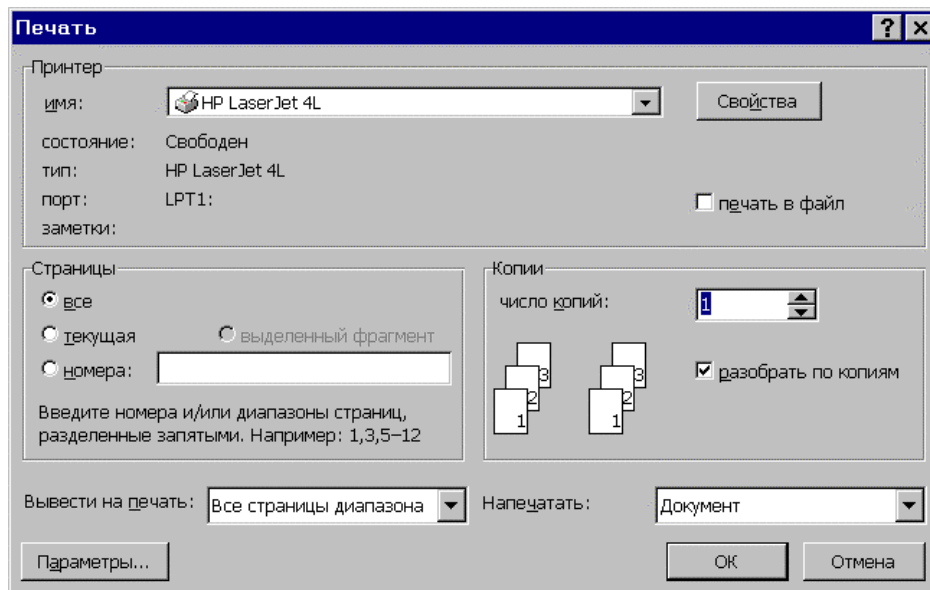 Печать
Принтер
имя: HP LaserJet 4L Свойства
состояние: Свободен
тип: HP LaserJet 4L
порт: LPT1: печать в файл
заметки:
Страницы
все
текущая выделенный фрагмент
номера:
Введите номера и/или диапазоны страниц,
разделенные запятыми. Например: 1,3,5–12
Копии
число копий: 1
3 3
2 2
1 1
разобрать по копиям
Вывести на печать: Все страницы диапазона Напечатать: Документ
Параметры... ОК Отмена